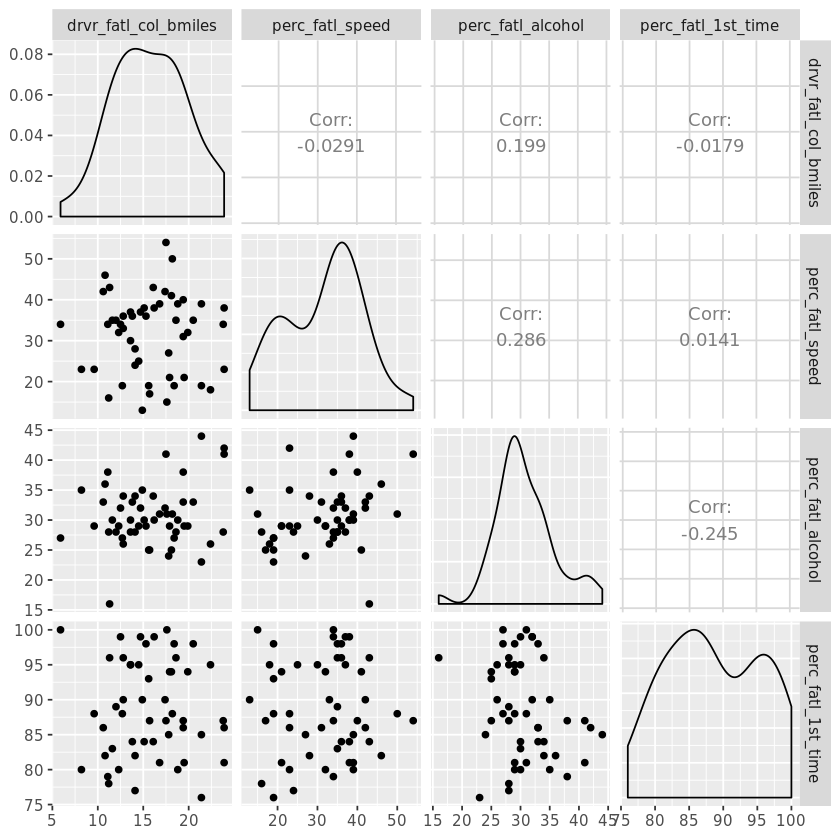 drvr_fatl_col_bmiles perc_fatl_speed perc_fatl_alcohol perc_fatl_1st_time
0.08
0.06
0.04
0.02
0.00
Corr:
-0.0291
Corr:
0.199
Corr:
-0.0179
drvr_fatl_col_bmiles
50
40
30
20
Corr:
0.286
Corr:
0.0141
perc_fatl_speed
45
40
35
30
25
20
15
Corr:
-0.245
perc_fatl_alcohol
100
95
90
85
80
75
perc_fatl_1st_time
5 10 15 20 20 30 40 50 15 20 25 30 35 40 45 75 80 85 90 95 100